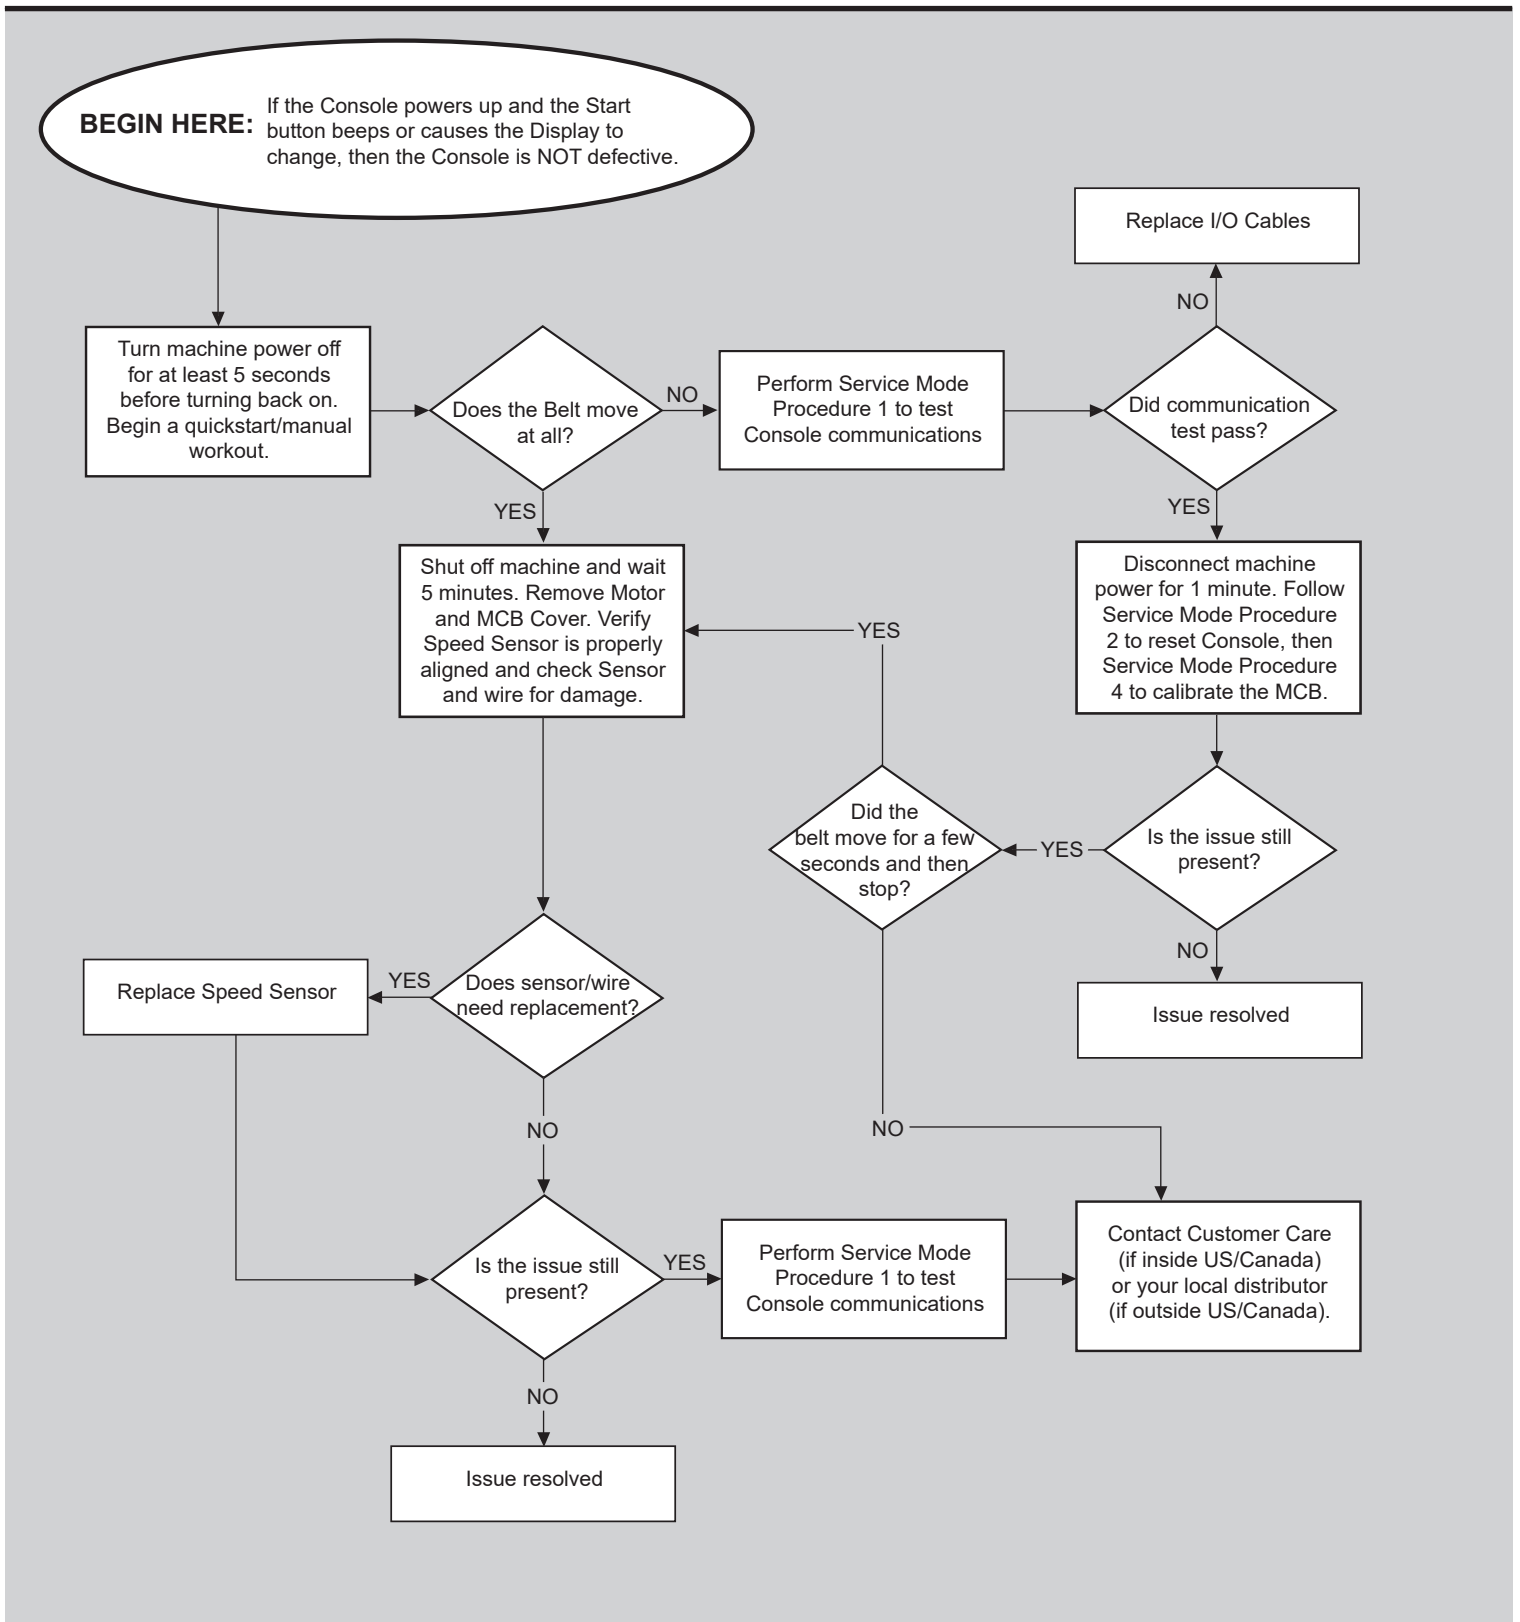 BEGIN HERE:
If the Console powers up and the Start
button beeps or causes the Display to
change, then the Console is NOT defective.
Replace I/O Cables
NO
Turn machine power off
for at least 5 seconds
before turning back on.
Begin a quickstart/manual
workout.
Does the Belt move
at all?
NO
Perform Service Mode
Procedure 1 to test
Console communications
Did communication
test pass?
YES
YES
Shut off machine and wait
5 minutes. Remove Motor
and MCB Cover. Verify
Speed Sensor is properly
aligned and check Sensor
and wire for damage.
YES
Disconnect machine
power for 1 minute. Follow
Service Mode Procedure
2 to reset Console, then
Service Mode Procedure
4 to calibrate the MCB.
Did the
belt move for a few
seconds and then
stop?
YES
Is the issue still
present?
NO
Issue resolved
Replace Speed Sensor
YES
Does sensor/wire
need replacement?
NO
NO
Is the issue still
present?
YES
Perform Service Mode
Procedure 1 to test
Console communications
Contact Customer Care
(if inside US/Canada)
or your local distributor
(if outside US/Canada).
NO
Issue resolved